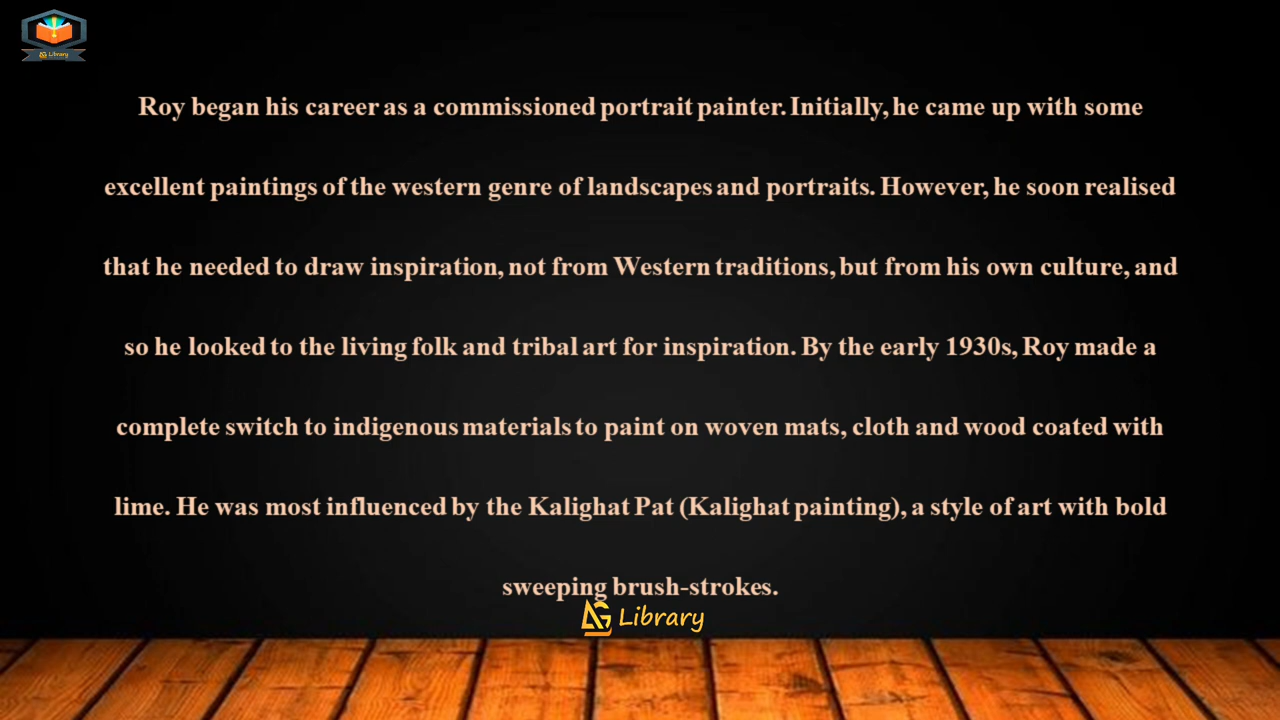 AG Library
Roy began his career as a commissioned portrait painter. Initially, he came up with some
excellent paintings of the western genre of landscapes and portraits. However, he soon realised
that he needed to draw inspiration, not from Western traditions, but from his own culture, and
so he looked to the living folk and tribal art for inspiration. By the early 1930s, Roy made a
complete switch to indigenous materials to paint on woven mats, cloth and wood coated with
lime. He was most influenced by the Kalighat Pat (Kalighat painting), a style of art with bold
sweeping brush-strokes.
AG Library